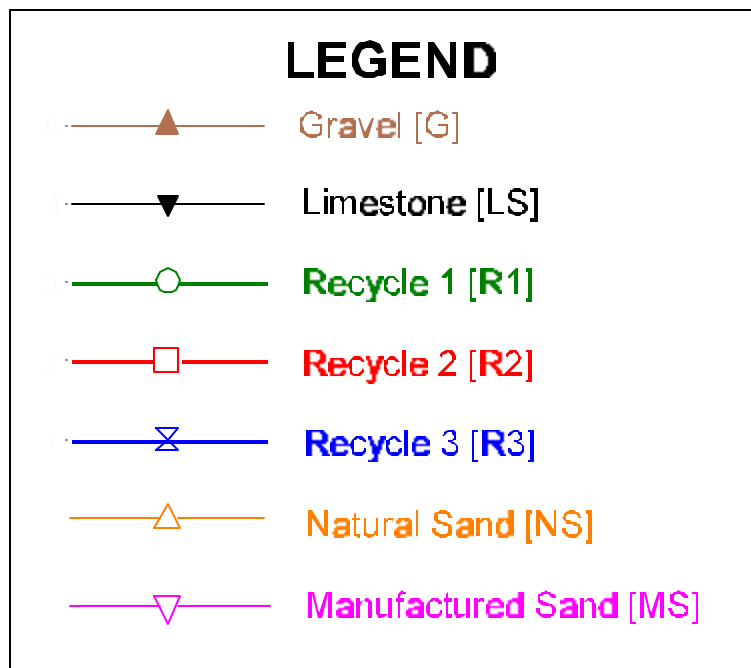 LEGEND
Gravel [G]
Limestone [LS]
Recycle 1 [R1]
Recycle 2 [R2]
Recycle 3 [R3]
Natural Sand [NS]
Manufactured Sand [MS]